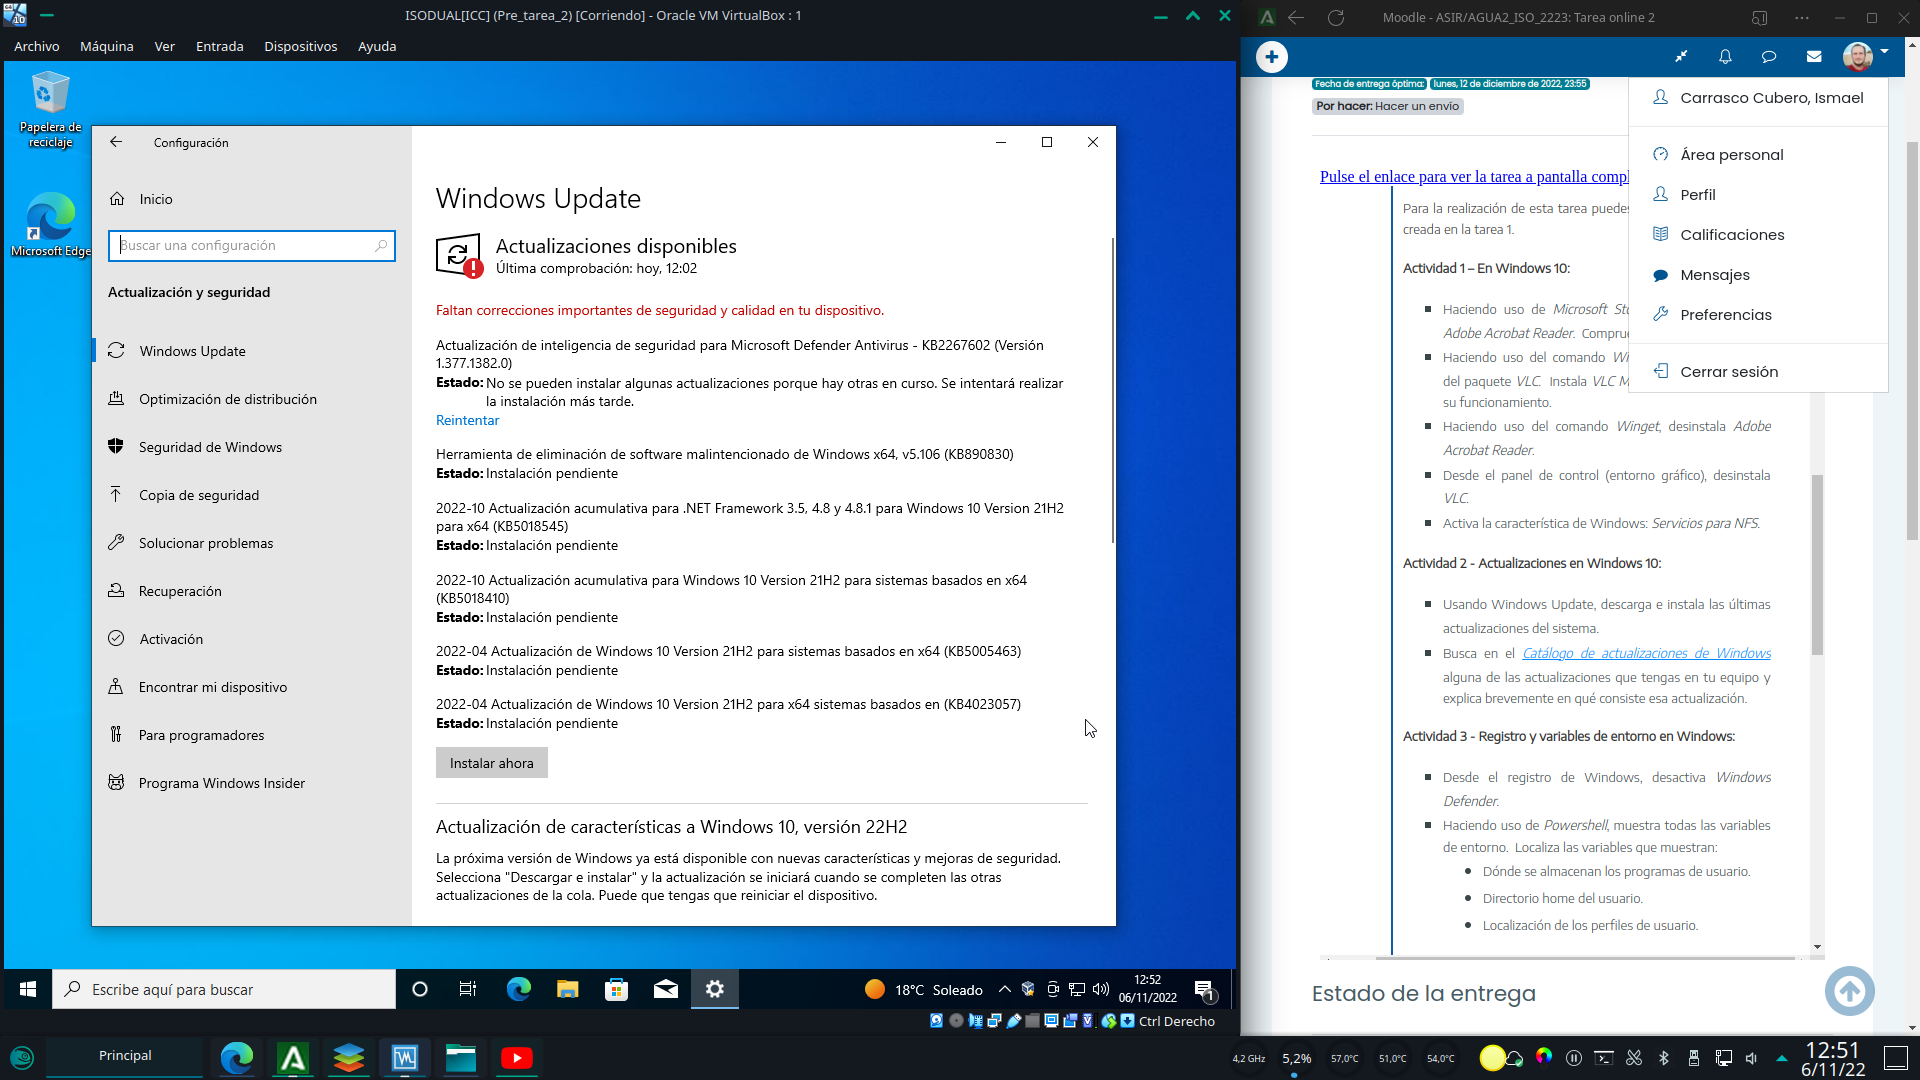 ISODUAL[ICC] (Pre_tarea_2) [Corriendo] - Oracle VM VirtualBox : 1
Archivo Máquina Ver Entrada Dispositivos Ayuda
Papelera de
reciclaje
Microsoft Edge
Configuración
Inicio
Buscar una configuración
Actualización y seguridad
Windows Update
Optimización de distribución
Seguridad de Windows
Copia de seguridad
Solucionar problemas
Recuperación
Activación
Encontrar mi dispositivo
Para programadores
Programa Windows Insider
Windows Update
Actualizaciones disponibles
Última comprobación: hoy, 12:02
Faltan correcciones importantes de seguridad y calidad en tu dispositivo.
Actualización de inteligencia de seguridad para Microsoft Defender Antivirus - KB2267602 (Versión
1.377.1382.0)
Estado: No se pueden instalar algunas actualizaciones porque hay otras en curso. Se intentará realizar
la instalación más tarde.
Reintentar
Herramienta de eliminación de software malintencionado de Windows x64, v5.106 (KB890830)
Estado: Instalación pendiente
2022-10 Actualización acumulativa para .NET Framework 3.5, 4.8 y 4.8.1 para Windows 10 Version 21H2
para x64 (KB5018545)
Estado: Instalación pendiente
2022-10 Actualización acumulativa para Windows 10 Version 21H2 para sistemas basados en x64
(KB5018410)
Estado: Instalación pendiente
2022-04 Actualización de Windows 10 Version 21H2 para sistemas basados en x64 (KB5005463)
Estado: Instalación pendiente
2022-04 Actualización de Windows 10 Version 21H2 para x64 sistemas basados en (KB4023057)
Estado: Instalación pendiente
Instalar ahora
Actualización de características a Windows 10, versión 22H2
La próxima versión de Windows ya está disponible con nuevas características y mejoras de seguridad.
Selecciona "Descargar e instalar" y la actualización se iniciará cuando se completen las otras
actualizaciones de la cola. Puede que tengas que reiniciar el dispositivo.
Escribe aquí para buscar
18°C Soleado
12:52
06/11/2022
1
Ctrl Derecho
Moodle - ASIR/AGUA2_ISO_2223: Tarea online 2
Fecha de entrega óptima: lunes, 12 de diciembre de 2022, 23:55
Por hacer: Hacer un envío
Carrasco Cubero, Ismael
Área personal
Perfil
Calificaciones
Mensajes
Preferencias
Cerrar sesión
Pulse el enlace para ver la tarea a pantalla compl
Para la realización de esta tarea puedes
creada en la tarea 1.
Actividad 1 – En Windows 10:
Haciendo uso de Microsoft Sto
Adobe Acrobat Reader. Comprue
Haciendo uso del comando Wi
del paquete VLC. Instala VLC M
su funcionamiento.
Haciendo uso del comando Winget, desinstala Adobe
Acrobat Reader.
Desde el panel de control (entorno gráfico), desinstala
VLC.
Activa la característica de Windows: Servicios para NFS.
Actividad 2 - Actualizaciones en Windows 10:
Usando Windows Update, descarga e instala las últimas
actualizaciones del sistema.
Busca en el Catálogo de actualizaciones de Windows
alguna de las actualizaciones que tengas en tu equipo y
explica brevemente en qué consiste esa actualización.
Actividad 3 - Registro y variables de entorno en Windows:
Desde el registro de Windows, desactiva Windows
Defender.
Haciendo uso de Powershell, muestra todas las variables
de entorno. Localiza las variables que muestran:
Dónde se almacenan los programas de usuario.
Directorio home del usuario.
Localización de los perfiles de usuario.
Estado de la entrega
Principal
4,2 GHz 5,2% 57,0°C 51,0°C 54,0°C
12:51
6/11/22